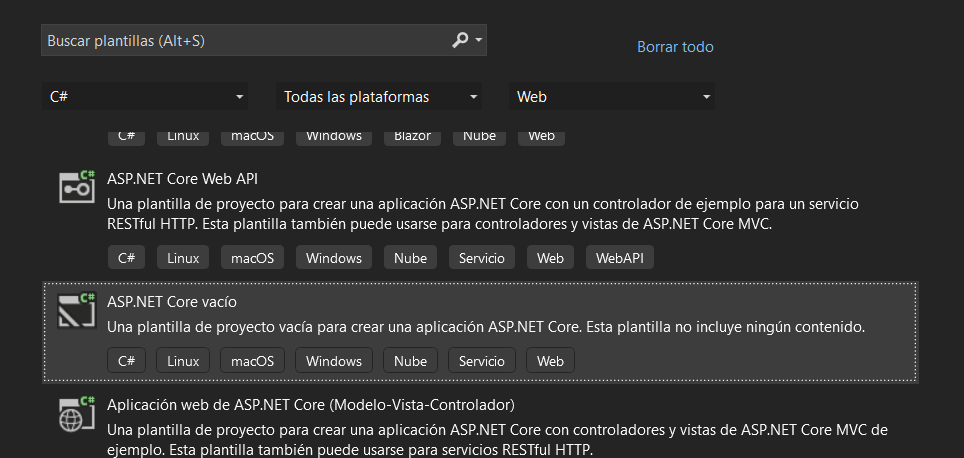 Buscar plantillas (Alt+S)
Borrar todo
C# Todas las plataformas Web
C# Linux macOS Windows Blazor Nube Web
C#
ASP.NET Core Web API
Una plantilla de proyecto para crear una aplicación ASP.NET Core con un controlador de ejemplo para un servicio
RESTful HTTP. Esta plantilla también puede usarse para controladores y vistas de ASP.NET Core MVC.
C# Linux macOS Windows Nube Servicio Web WebAPI
C#
ASP.NET Core vacío
Una plantilla de proyecto vacía para crear una aplicación ASP.NET Core. Esta plantilla no incluye ningún contenido.
C# Linux macOS Windows Nube Servicio Web
C#
Aplicación web de ASP.NET Core (Modelo-Vista-Controlador)
Una plantilla de proyecto para crear una aplicación ASP.NET Core con controladores y vistas de ASP.NET Core MVC de
ejemplo. Esta plantilla también puede usarse para servicios RESTful HTTP.